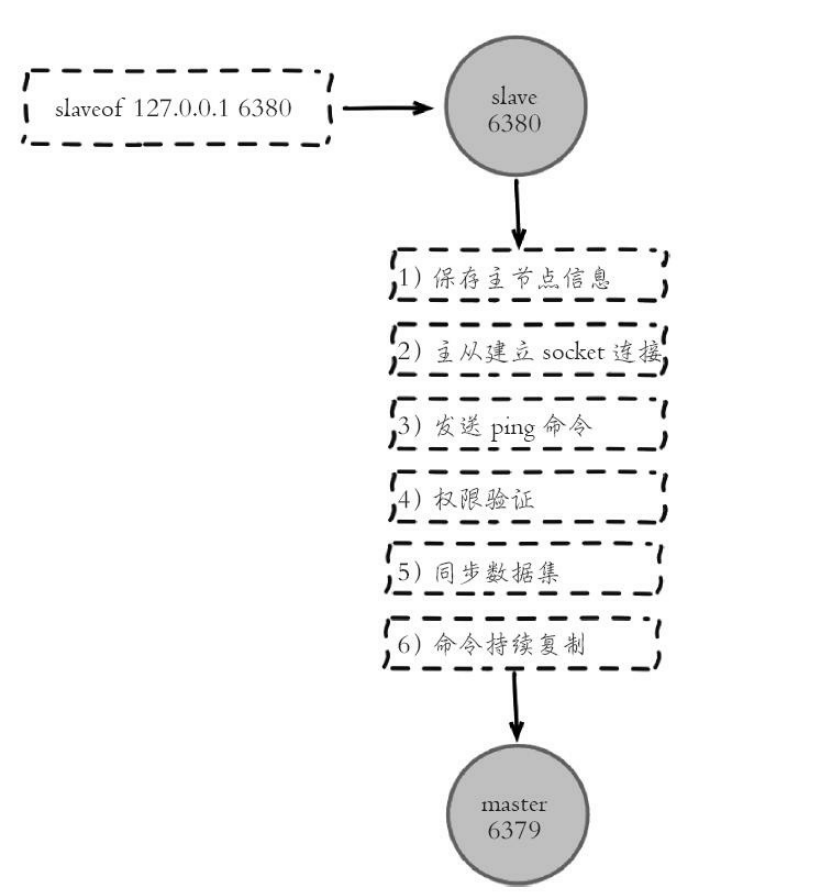 slaveof 127.0.0.1 6380
slave
6380
1) 保存主节点信息
2) 主从建立 socket 连接
3) 发送 ping 命令
4) 权限验证
5) 同步数据集
6) 命令持续复制
master
6379